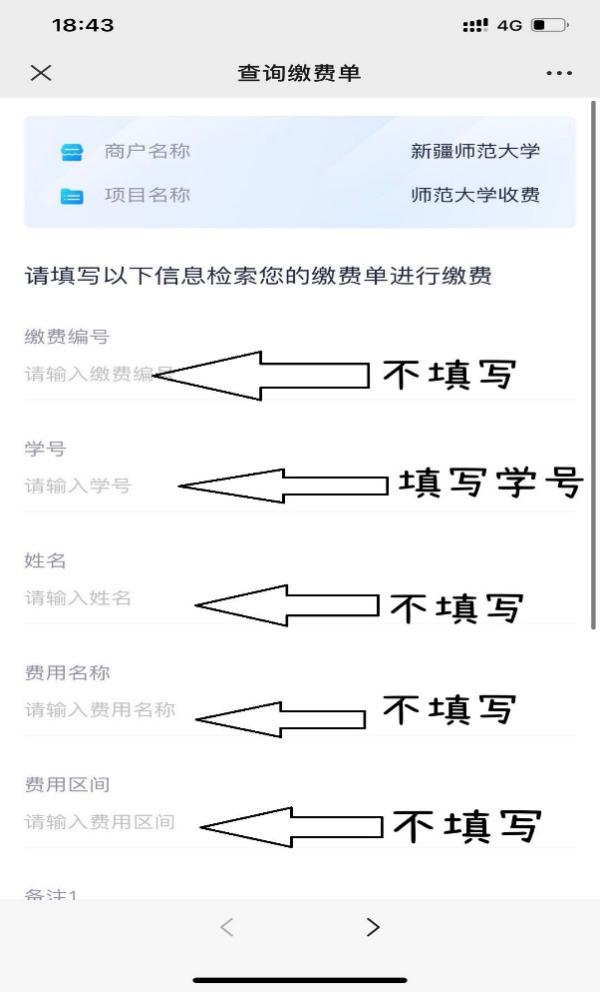 18:43 4G
查询缴费单
商户名称 新疆师范大学
项目名称 师范大学收费
请填写以下信息检索您的缴费单进行缴费
缴费编号
请输入缴费编号 不填写
学号
请输入学号 填写学号
姓名
请输入姓名 不填写
费用名称
请输入费用名称 不填写
费用区间
请输入费用区间 不填写
备注1